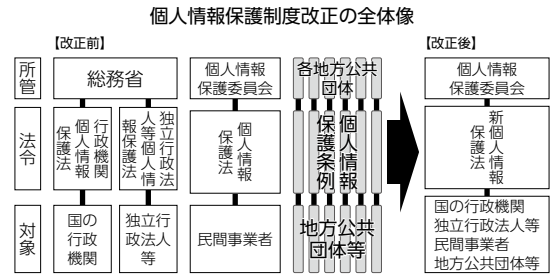 個人情報保護制度改正の全体像
【改正前】
【改正後】
所管
総務省
個人情報
保護委員会
各地方公共
団体
個人情報
保護委員会
法令
行政機関
個人情報
保護法
独立行政法
人等個人情
報保護法
個人情報
保護法
個人情報
保護条例
新個人情報
保護法
対象
国の
行政
機関
独立行
政法人
等
民間事業者
地方公共
団体等
国の行政機関
独立行政法人等
民間事業者
地方公共団体等